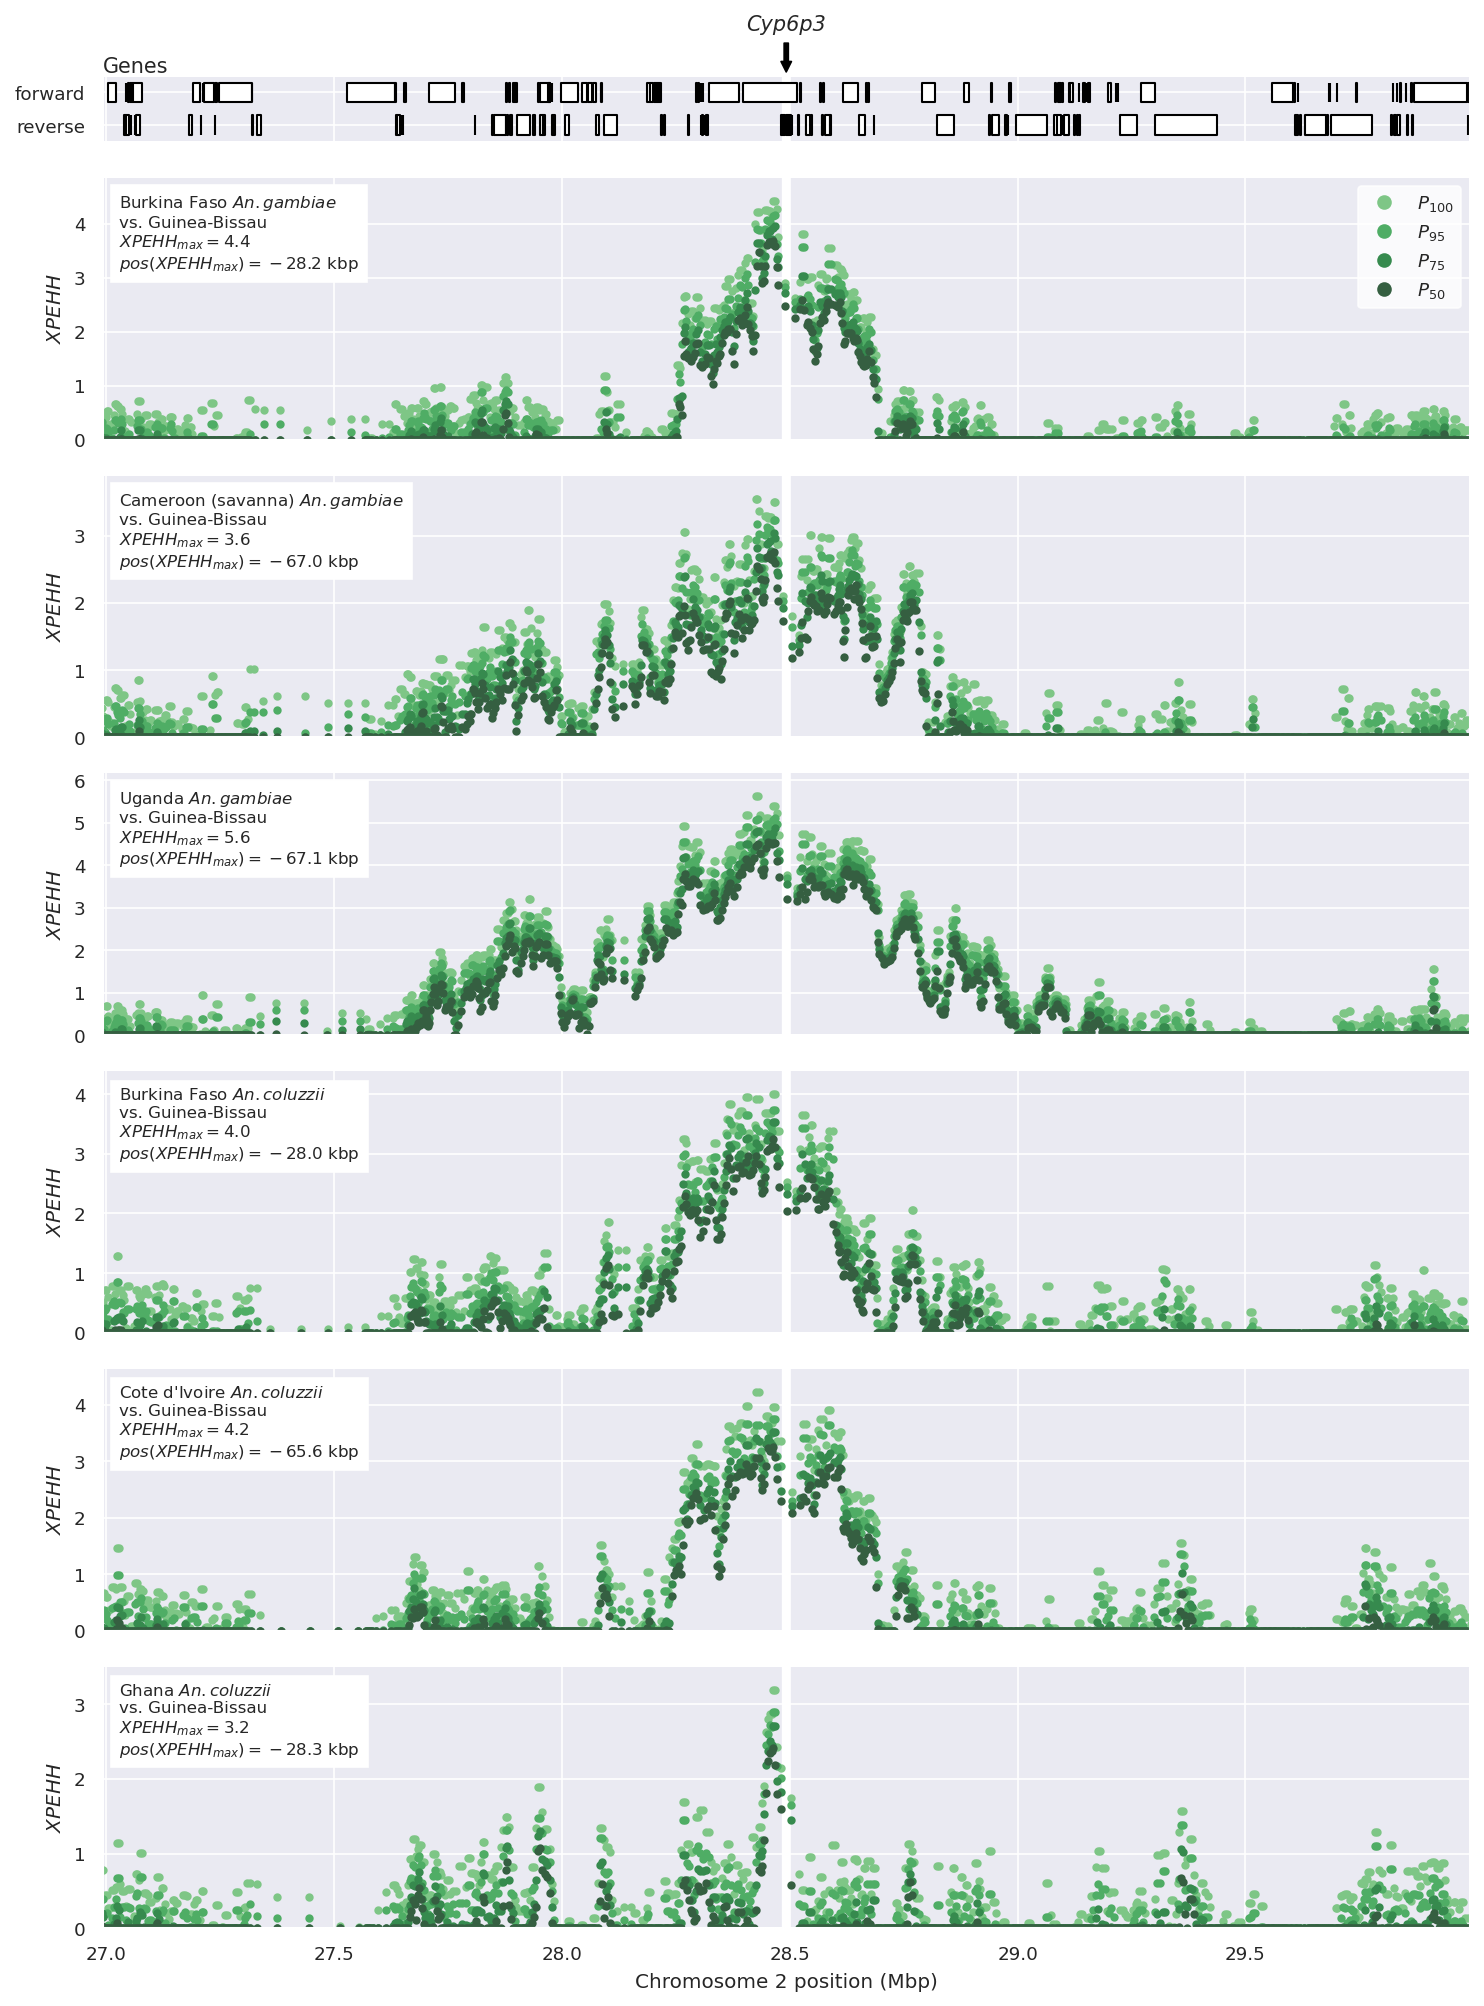 Cyp6p3
Genes
forward
reverse
Burkina Faso An. gambiae
vs. Guinea-Bissau
XPEHHmax = 4.4
pos(XPEHHmax) = −28.2 kbp
P100
P95
P75
P50
XPEHH
4
3
2
1
0
Cameroon (savanna) An. gambiae
vs. Guinea-Bissau
XPEHHmax = 3.6
pos(XPEHHmax) = −67.0 kbp
XPEHH
3
2
1
0
Uganda An. gambiae
vs. Guinea-Bissau
XPEHHmax = 5.6
pos(XPEHHmax) = −67.1 kbp
XPEHH
6
5
4
3
2
1
0
Burkina Faso An. coluzzii
vs. Guinea-Bissau
XPEHHmax = 4.0
pos(XPEHHmax) = −28.0 kbp
XPEHH
4
3
2
1
0
Cote d'Ivoire An. coluzzii
vs. Guinea-Bissau
XPEHHmax = 4.2
pos(XPEHHmax) = −65.6 kbp
XPEHH
4
3
2
1
0
Ghana An. coluzzii
vs. Guinea-Bissau
XPEHHmax = 3.2
pos(XPEHHmax) = −28.3 kbp
XPEHH
3
2
1
0
27.0 27.5 28.0 28.5 29.0 29.5
Chromosome 2 position (Mbp)